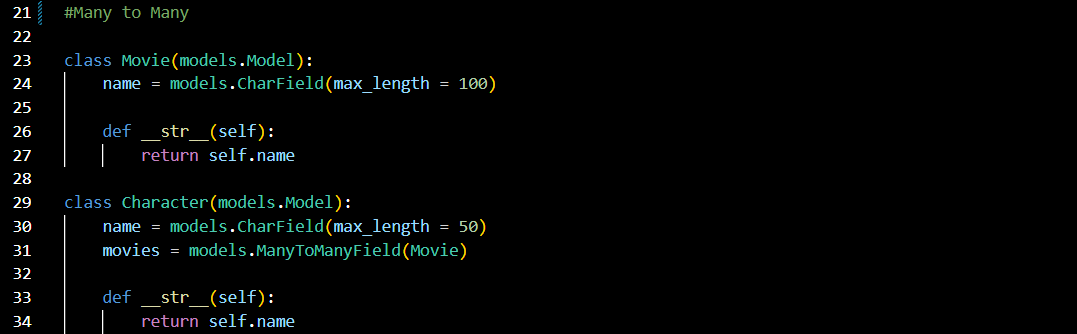 21 #Many to Many
22
23 class Movie(models.Model):
24     name = models.CharField(max_length = 100)
25
26     def __str__(self):
27         return self.name
28
29 class Character(models.Model):
30     name = models.CharField(max_length = 50)
31     movies = models.ManyToManyField(Movie)
32
33     def __str__(self):
34         return self.name